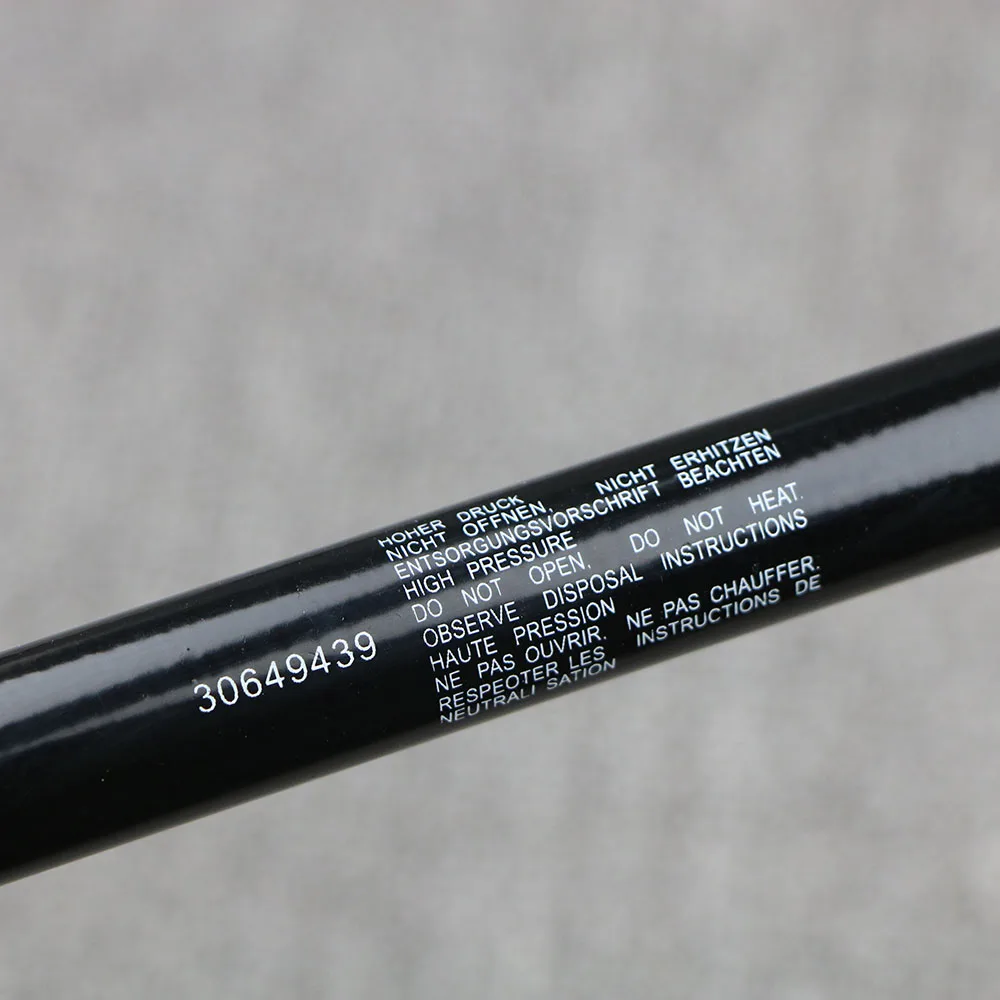 30649439
HOHER DRUCK
NICHT OFFNEN, NICHT ERHITZEN
ENTSORGUNGSVORSCHRIFT BEACHTEN
HIGH PRESSURE
DO NOT OPEN, DO NOT HEAT.
OBSERVE DISPOSAL INSTRUCTIONS
HAUTE PRESSION
NE PAS OUVRIR. NE PAS CHAUFFER.
RESPEOTER LES INSTRUCTIONS DE
NEUTRALI SATION